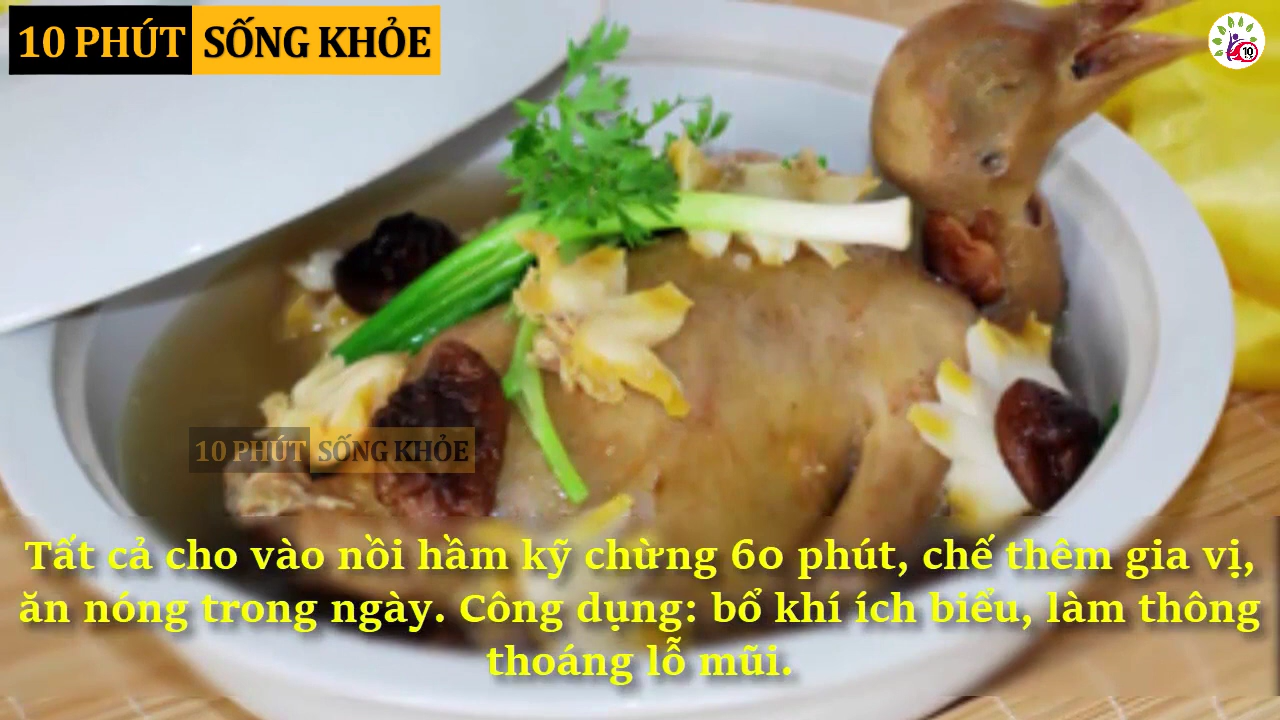 10 PHÚT SỐNG KHỎE
10
10 PHÚT SỐNG KHỎE
Tất cả cho vào nồi hầm kỹ chừng 60 phút, chế thêm gia vị,
ăn nóng trong ngày. Công dụng: bổ khí ích biểu, làm thông
thoáng lỗ mũi.